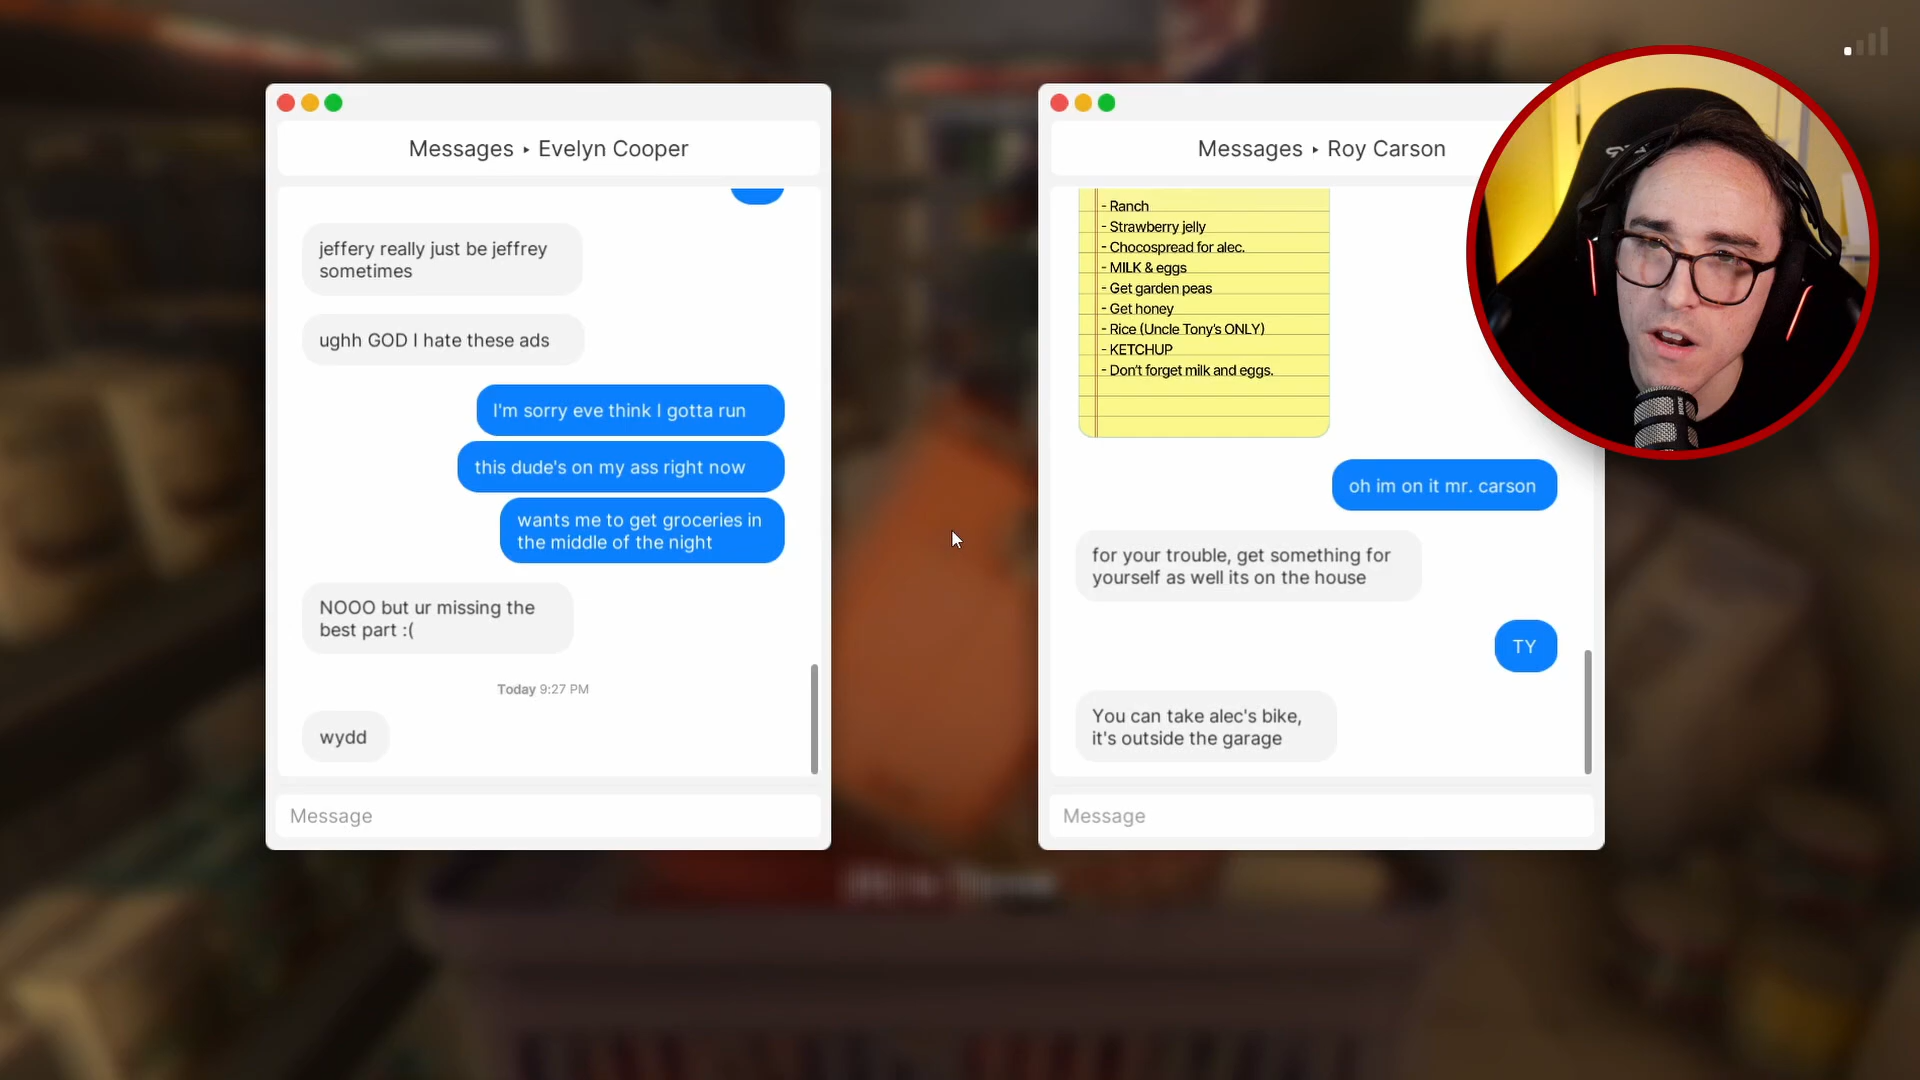 Messages ▸ Evelyn Cooper
jeffery really just be jeffrey
sometimes
ughh GOD I hate these ads
I'm sorry eve think I gotta run
this dude's on my ass right now
wants me to get groceries in
the middle of the night
NOOO but ur missing the
best part :(
Today 9:27 PM
wydd
Message
Messages ▸ Roy Carson
- Ranch
- Strawberry jelly
- Chocospread for alec.
- MILK & eggs
- Get garden peas
- Get honey
- Rice (Uncle Tony's ONLY)
- KETCHUP
- Don't forget milk and eggs.
oh im on it mr. carson
for your trouble, get something for
yourself as well its on the house
TY
You can take alec's bike,
it's outside the garage
Message